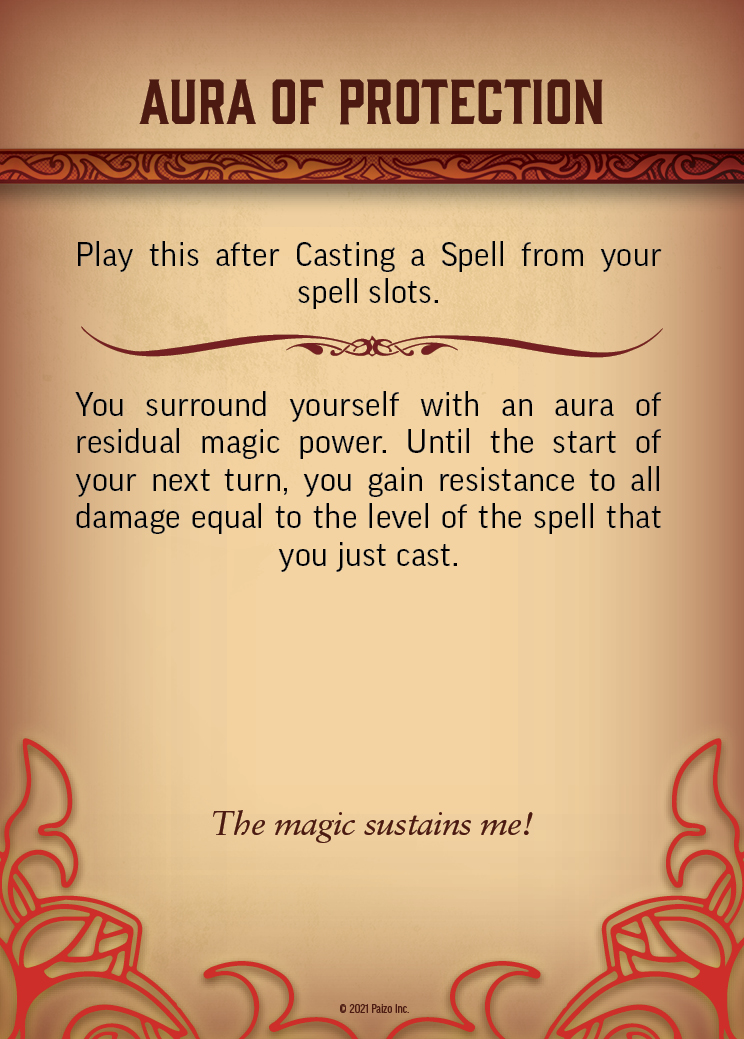 AURA OF PROTECTION
Play this after Casting a Spell from your
spell slots.
You surround yourself with an aura of
residual magic power. Until the start of
your next turn, you gain resistance to all
damage equal to the level of the spell that
you just cast.
The magic sustains me!
© 2021 Paizo Inc.